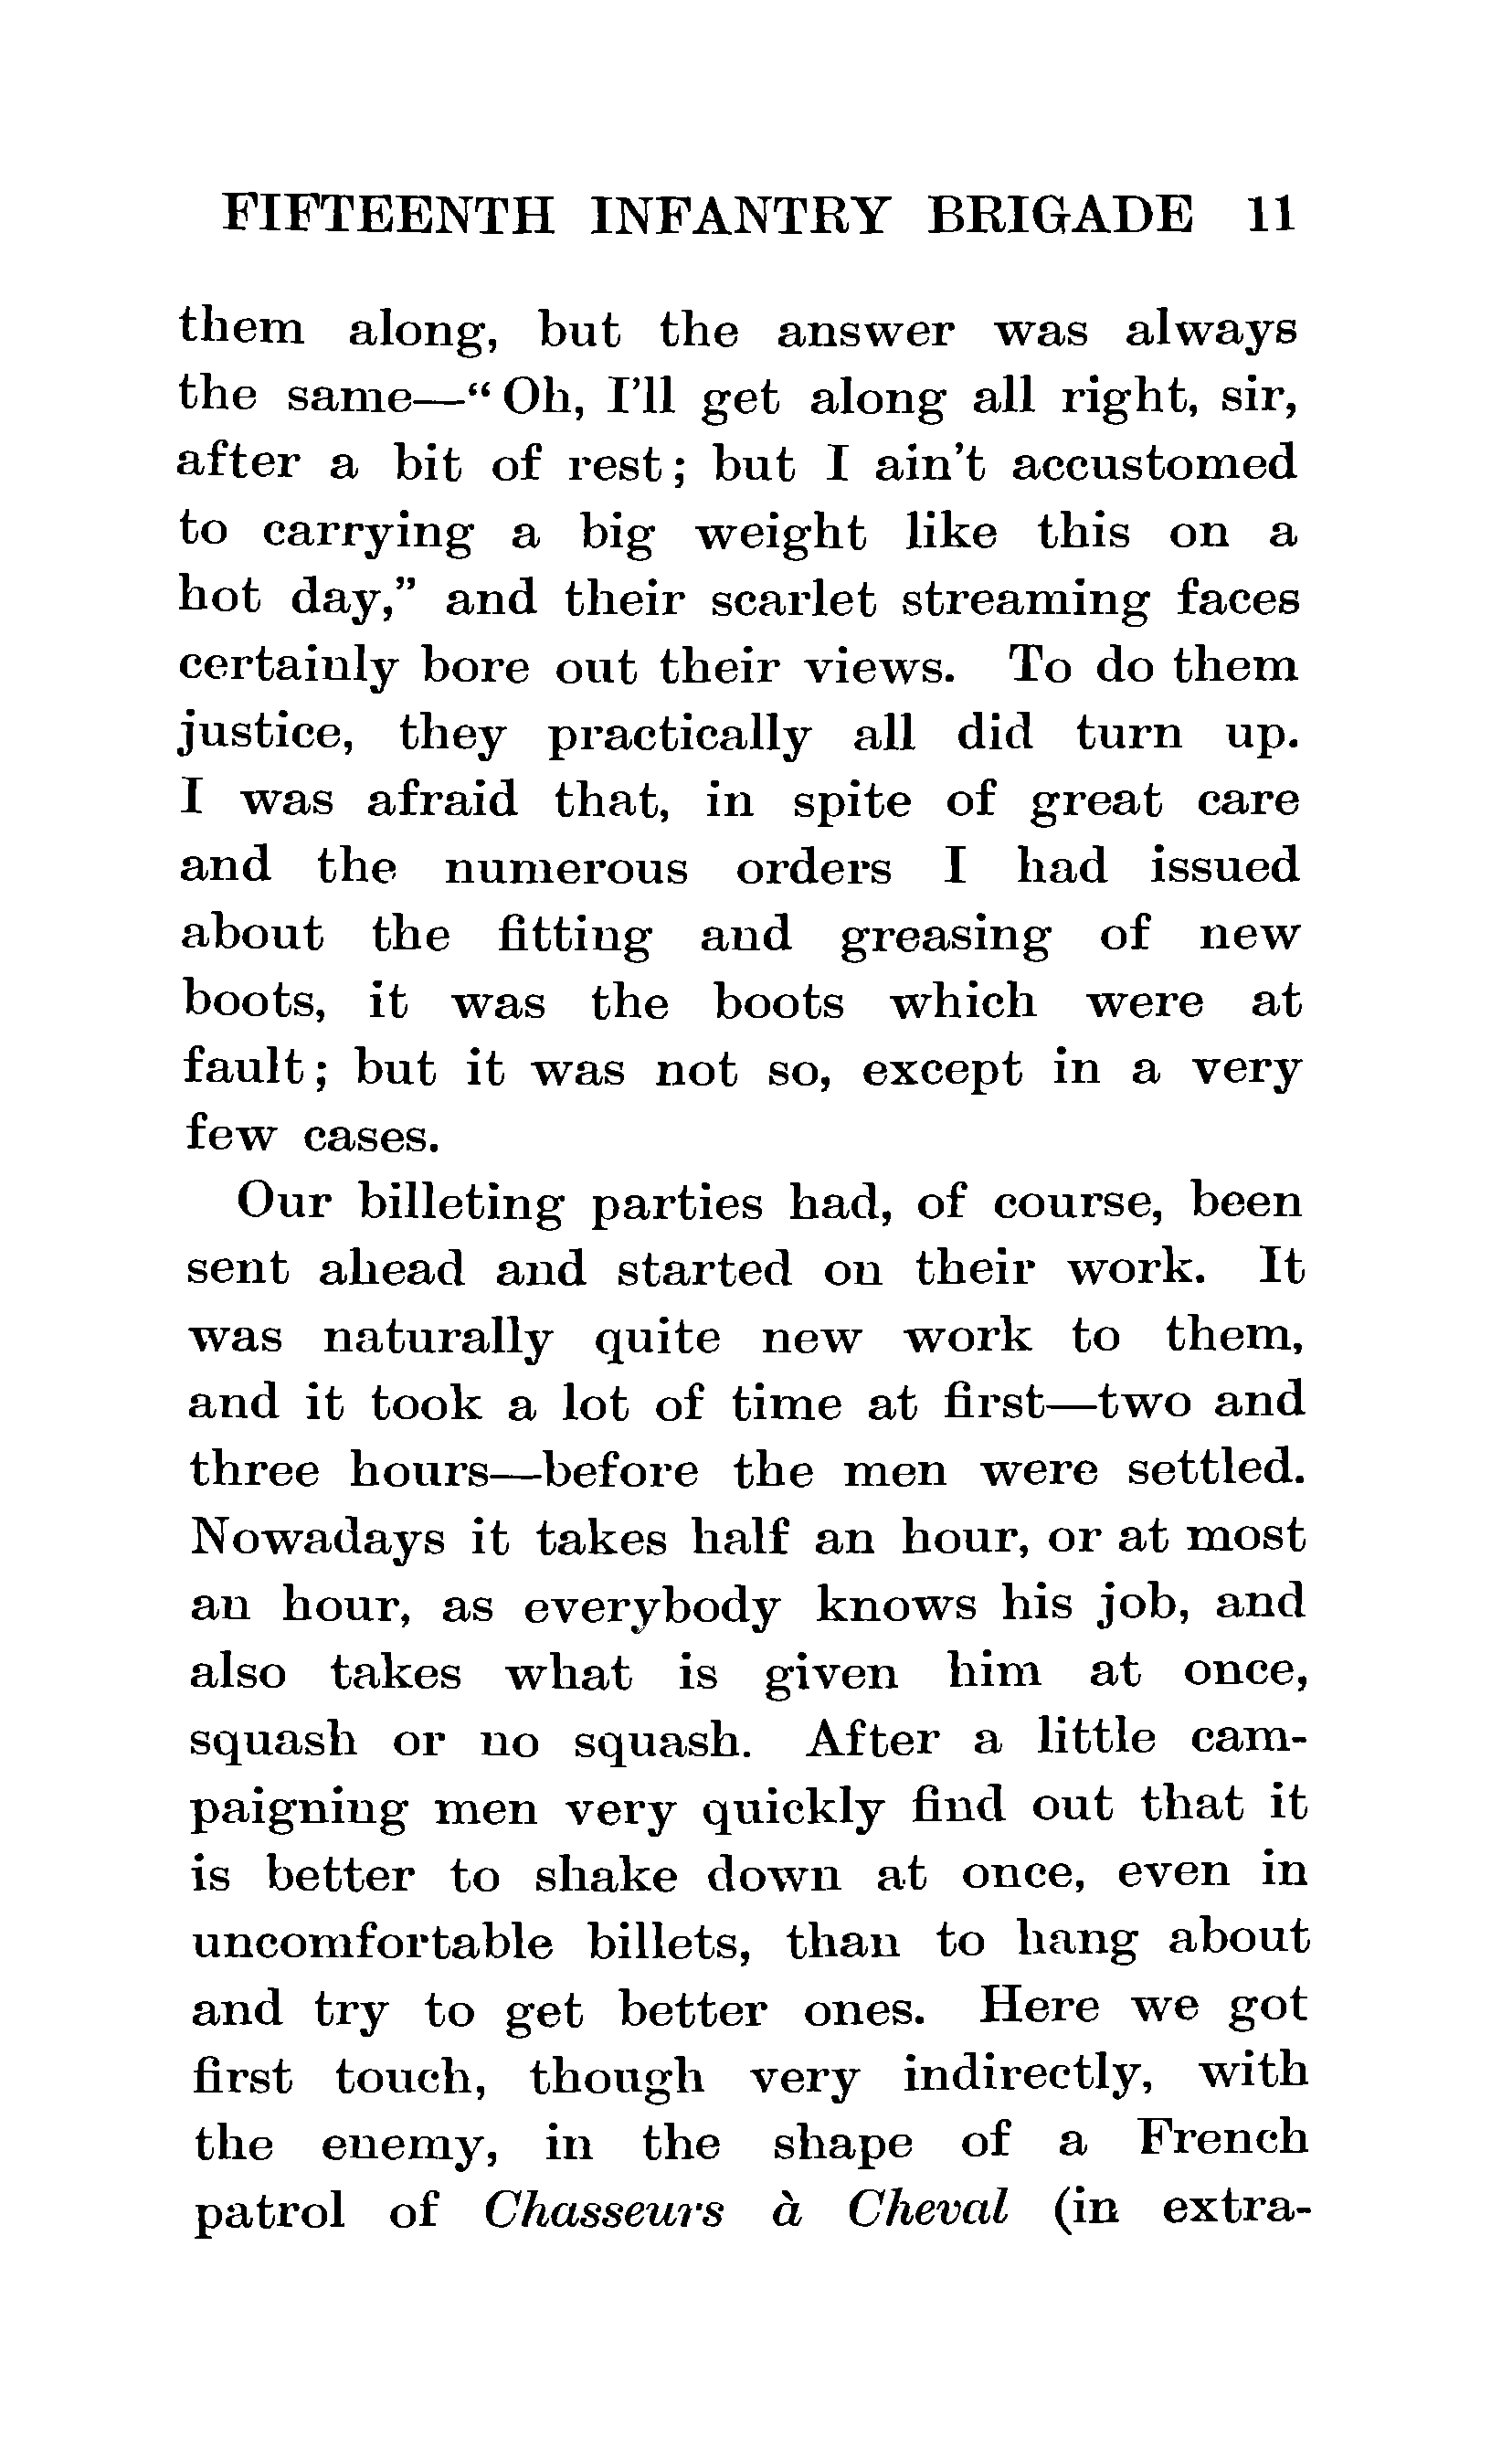 FIFTEENTH INFANTRY BRIGADE 11
them along, but the answer was always
the same—“Oh, I’ll get along all right, sir,
after a bit of rest; but I ain’t accustomed
to carrying a big weight like this on a
hot day,” and their scarlet streaming faces
certainly bore out their views. To do them
justice, they practically all did turn up.
I was afraid that, in spite of great care
and the numerous orders I had issued
about the fitting and greasing of new
boots, it was the boots which were at
fault; but it was not so, except in a very
few cases.
Our billeting parties had, of course, been
sent ahead and started on their work. It
was naturally quite new work to them,
and it took a lot of time at first—two and
three hours—before the men were settled.
Nowadays it takes half an hour, or at most
an hour, as everybody knows his job, and
also takes what is given him at once,
squash or no squash. After a little cam-
paigning men very quickly find out that it
is better to shake down at once, even in
uncomfortable billets, than to hang about
and try to get better ones. Here we got
first touch, though very indirectly, with
the enemy, in the shape of a French
patrol of Chasseurs à Cheval (in extra-